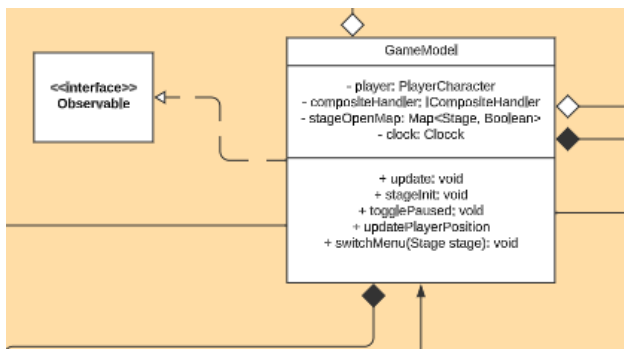 GameModel
<<interface>>
Observable
- player: PlayerCharacter
- compositeHandler: ICompositeHandler
- stageOpenMap: Map<Stage, Boolean>
- clock: Clocck
+ update: void
+ stageInit: void
+ togglePaused: void
+ updatePlayerPosition
+ switchMenu(Stage stage): void